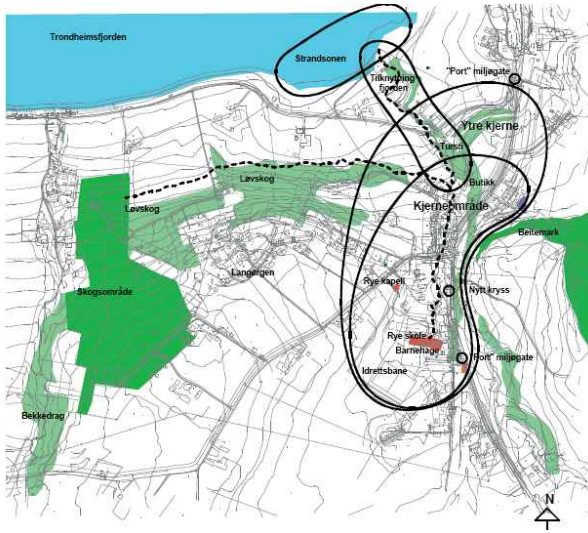 Trondheimsfjorden
Strandsonen
"Port" miljøgate
Tilknytning
fjorden
Ytre kjerne
Tursti
Løvskog
Butikk
Løvskog
Kjerneområde
Beitemark
Langørgen
Rye kapell
Skogsområde
Nytt kryss
Rye skole
Barnehage
"Port" miljøgate
Idrettsbane
Bekkedrag
N